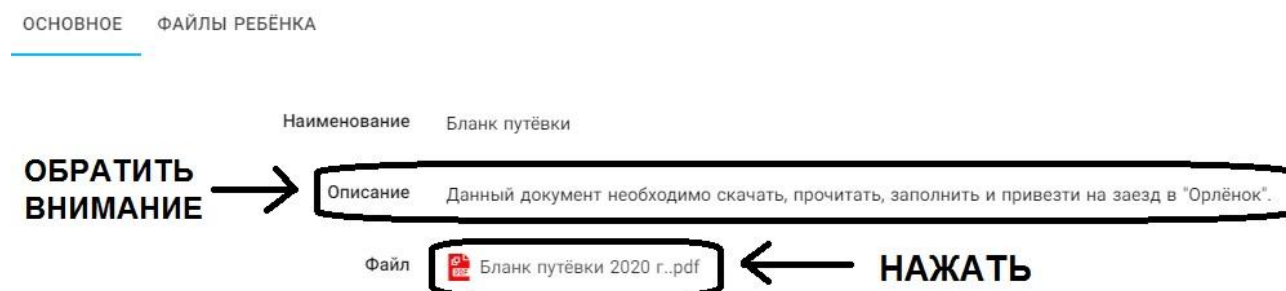 ОСНОВНОЕ ФАЙЛЫ РЕБЁНКА
Наименование Бланк путёвки
ОБРАТИТЬ
ВНИМАНИЕ
Описание Данный документ необходимо скачать, прочитать, заполнить и привезти на заезд в "Орлёнок".
Файл Бланк путёвки 2020 г..pdf НАЖАТЬ